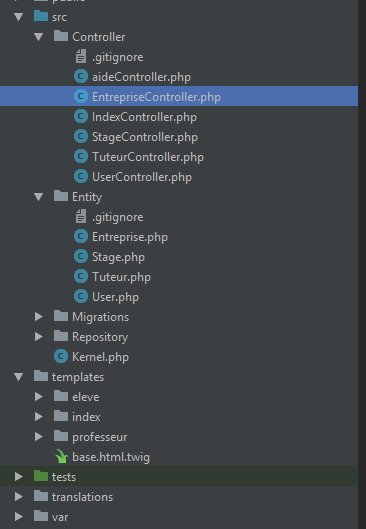 src
Controller
.gitignore
aideController.php
EntrepriseController.php
IndexController.php
StageController.php
TuteurController.php
UserController.php
Entity
.gitignore
Entreprise.php
Stage.php
Tuteur.php
User.php
Migrations
Repository
Kernel.php
templates
eleve
index
professeur
base.html.twig
tests
translations
var